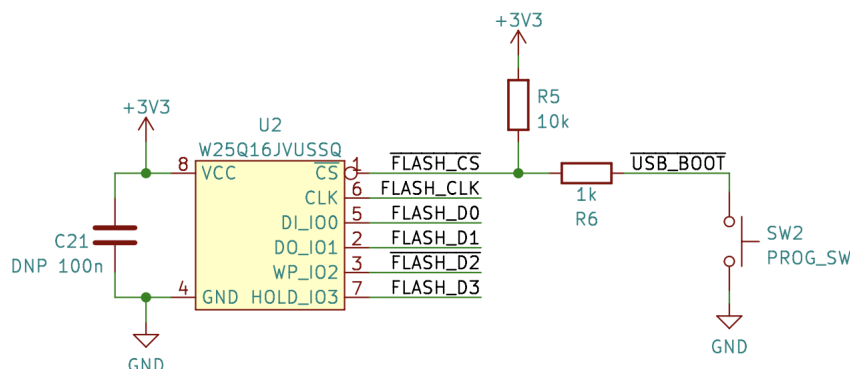 +3V3
R5
10k
+3V3
U2
W25Q16JVUSSQ
8
VCC
CS
1
FLASH_CS
USB_BOOT
CLK
6
FLASH_CLK
1k
R6
DI_IO0
5
FLASH_D0
C21
DNP 100n
DO_IO1
2
FLASH_D1
SW2
PROG_SW
WP_IO2
3
FLASH_D2
4
GND
HOLD_IO3
7
FLASH_D3
GND
GND